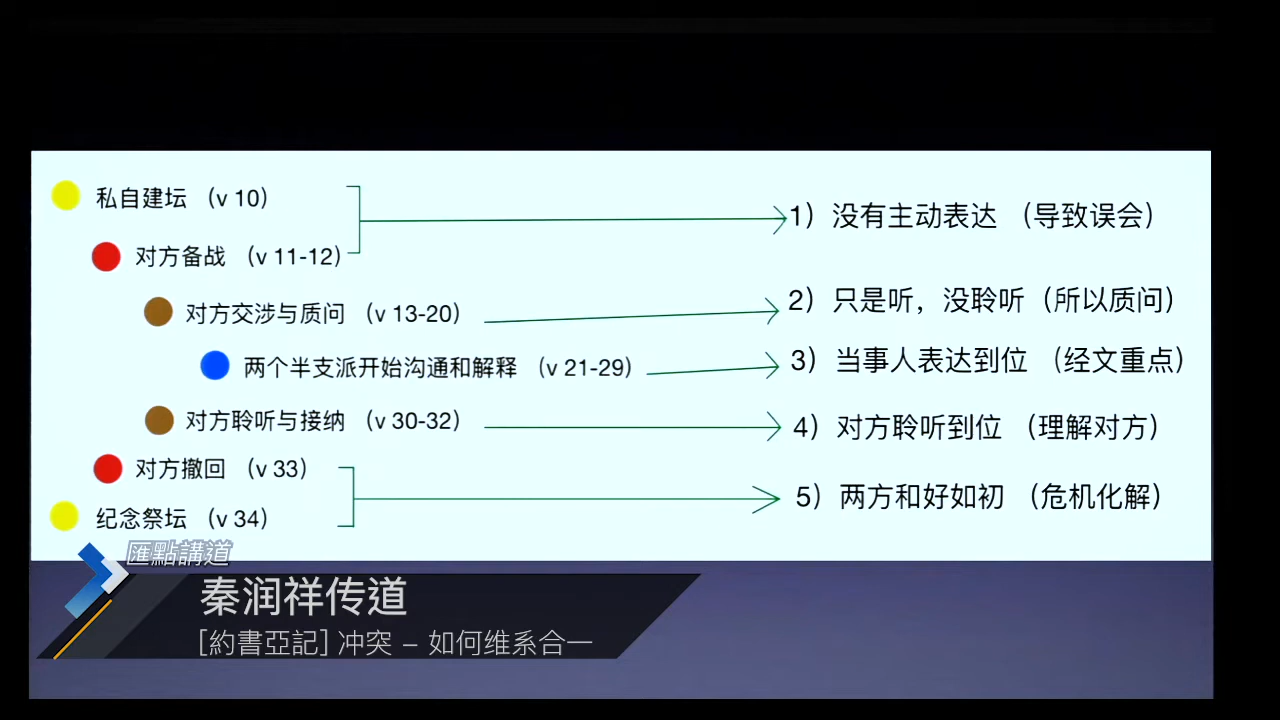 私自建坛 （v 10）
对方备战 （v 11-12）
对方交涉与质问 （v 13-20）
两个半支派开始沟通和解释 （v 21-29）
对方聆听与接纳 （v 30-32）
对方撤回 （v 33）
纪念祭坛 （v 34）
1）没有主动表达 （导致误会）
2）只是听，没聆听（所以质问）
3）当事人表达到位 （经文重点）
4）对方聆听到位 （理解对方）
5）两方和好如初 （危机化解）
匯點講道
秦润祥传道
[約書亞記] 冲突 – 如何维系合一